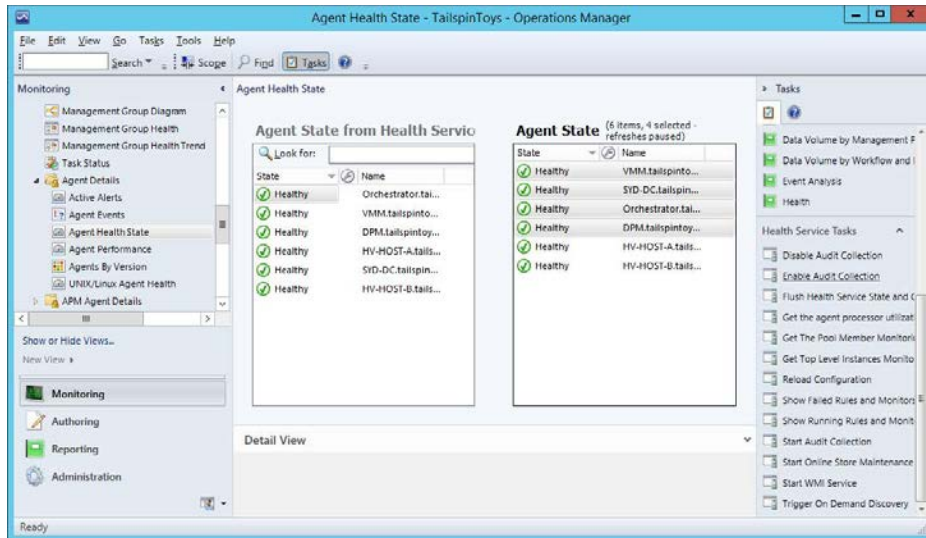 Agent Health State - TailspinToys - Operations Manager
File Edit View Go Tasks Tools Help
Search Scope Find Tasks
Monitoring
Management Group Diagram
Management Group Health
Management Group Health Trend
Task Status
Agent Details
Active Alerts
Agent Events
Agent Health State
Agent Performance
Agents By Version
UNIX/Linux Agent Health
APM Agent Details
Show or Hide Views...
New View
Monitoring
Authoring
Reporting
Administration
Agent Health State
Agent State from Health Servic
Look for:
State Name
Healthy Orchestrator.tai...
Healthy VMM.tailspinto...
Healthy DPM.tailspintoy...
Healthy HV-HOST-A.tails...
Healthy SYD-DC.tailspin...
Healthy HV-HOST-B.tails...
Agent State (6 items, 4 selected -
refreshes paused)
State Name
Healthy VMM.tailspinto...
Healthy SYD-DC.tailspin...
Healthy Orchestrator.tai...
Healthy DPM.tailspintoy...
Healthy HV-HOST-A.tails...
Healthy HV-HOST-B.tails...
Detail View
Tasks
Data Volume by Management
Data Volume by Workflow and
Event Analysis
Health
Health Service Tasks
Disable Audit Collection
Enable Audit Collection
Flush Health Service State and
Get the agent processor utilizat
Get The Pool Member Monitori
Get Top Level Instances Monito
Reload Configuration
Show Failed Rules and Monitors
Show Running Rules and Monit
Start Audit Collection
Start Online Store Maintenance
Start WMI Service
Trigger On Demand Discovery
Ready